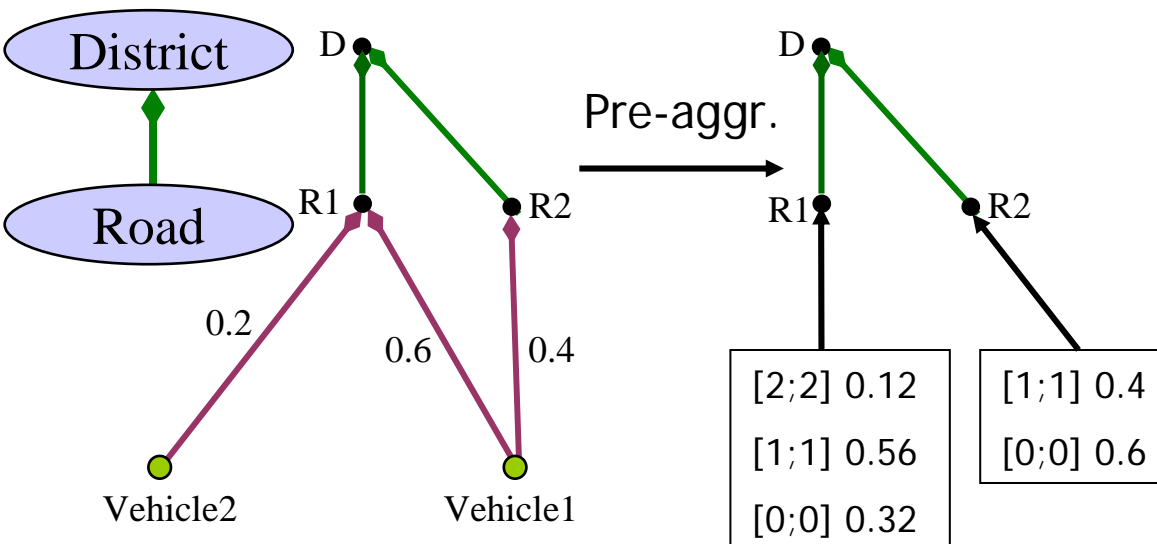 District
Road
D
R1
R2
0.2
0.6
0.4
Vehicle2
Vehicle1
Pre-aggr.
D
R1
R2
[2;2] 0.12
[1;1] 0.56
[0;0] 0.32
[1;1] 0.4
[0;0] 0.6